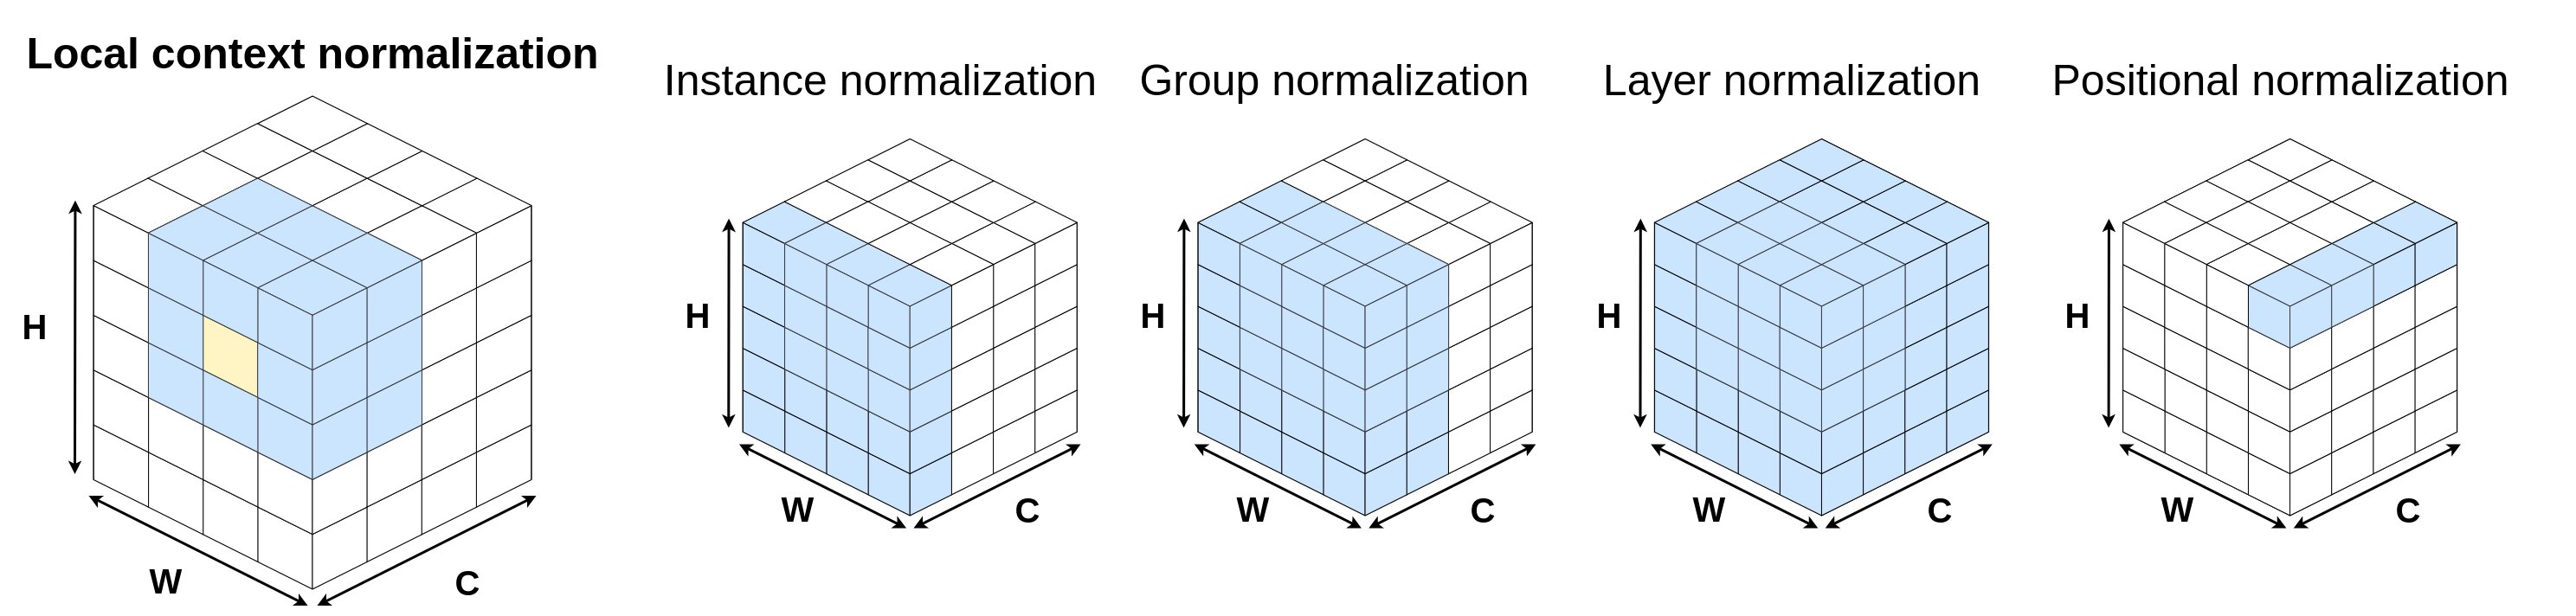 Local context normalization
Instance normalization
Group normalization
Layer normalization
Positional normalization
H
W
C
H
W
C
H
W
C
H
W
C
H
W
C